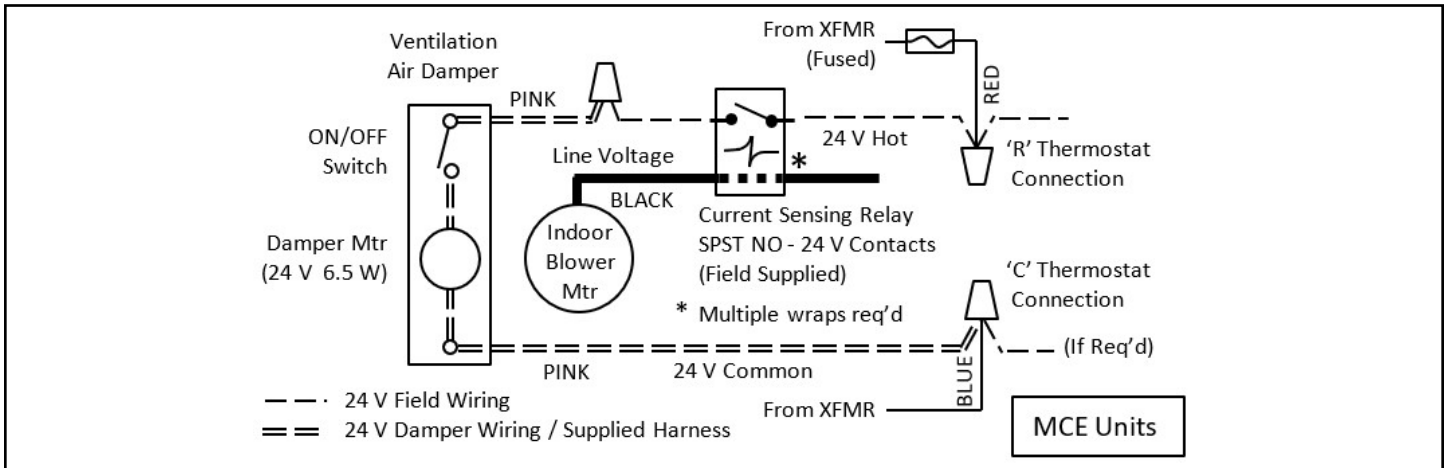 Ventilation
Air Damper
From XFMR
(Fused)
RED
PINK
ON/OFF
Switch
Line Voltage
24 V Hot
'R' Thermostat
Connection
*
BLACK
Indoor
Blower
Mtr
Current Sensing Relay
SPST NO - 24 V Contacts
(Field Supplied)
Damper Mtr
(24 V 6.5 W)
'C' Thermostat
Connection
* Multiple wraps req'd
(If Req'd)
PINK
24 V Common
BLUE
24 V Field Wiring
From XFMR
24 V Damper Wiring / Supplied Harness
MCE Units